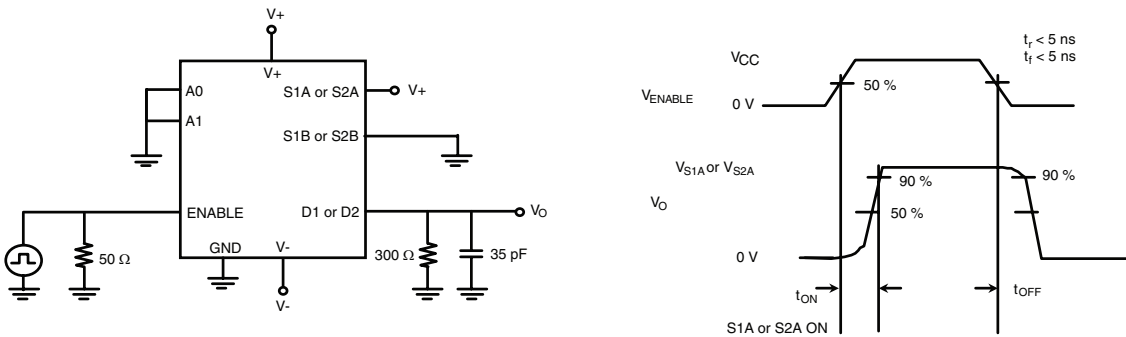 V+
V+
A0
A1
S1A or S2A
V+
S1B or S2B
ENABLE
D1 or D2
VO
GND
V-
50 Ω
300 Ω
35 pF
V-
tr < 5 ns
tf < 5 ns
VCC
50 %
VENABLE
0 V
VS1A or VS2A
90 %
90 %
VO
50 %
0 V
tON
tOFF
S1A or S2A ON